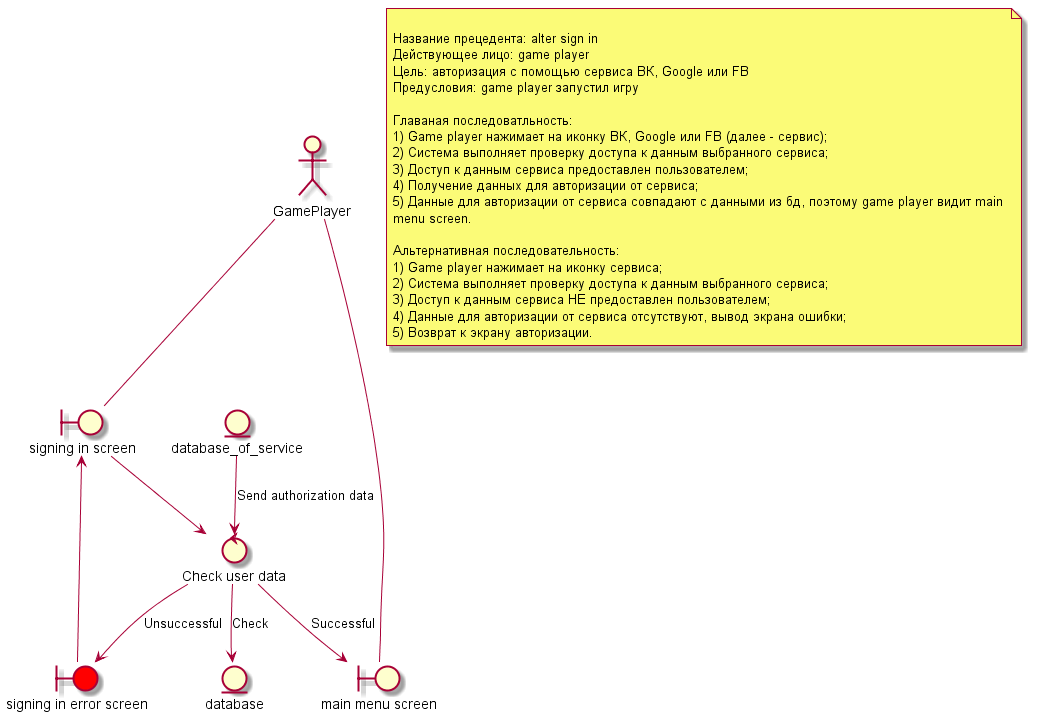 Название прецедента: alter sign in
Действующее лицо: game player
Цель: авторизация с помощью сервиса ВК, Google или FB
Предусловия: game player запустил игру
Главаная последоватльность:
1) Game player нажимает на иконку ВК, Google или FB (далее - сервис);
2) Система выполняет проверку доступа к данным выбранного сервиса;
3) Доступ к данным сервиса предоставлен пользователем;
4) Получение данных для авторизации от сервиса;
5) Данные для авторизации от сервиса совпадают с данными из бд, поэтому game player видит main
menu screen.
Альтернативная последовательность:
1) Game player нажимает на иконку сервиса;
2) Система выполняет проверку доступа к данным выбранного сервиса;
3) Доступ к данным сервиса НЕ предоставлен пользователем;
4) Данные для авторизации от сервиса отсутствуют, вывод экрана ошибки;
5) Возврат к экрану авторизации.
GamePlayer
signing in screen
database_of_service
Send authorization data
Check user data
Unsuccessful
Check
Successful
signing in error screen
database
main menu screen